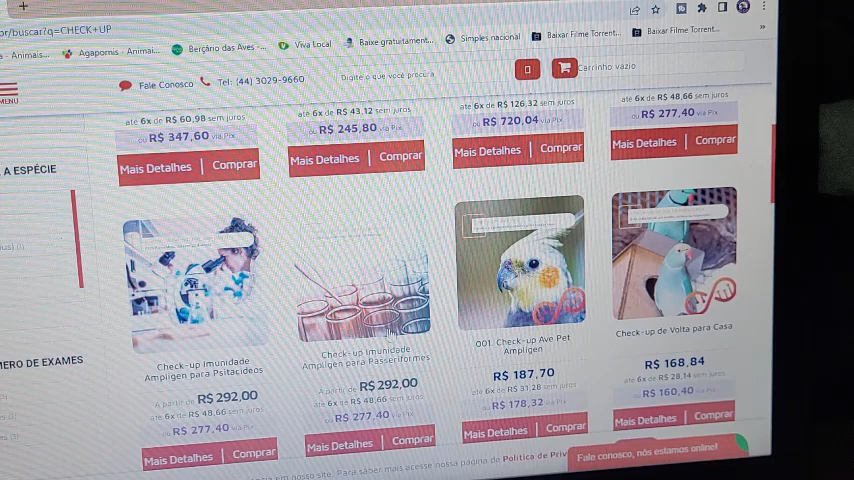 or/buscar?q=CHECK+UP
- Animais...
Agapornis - Animai...
Berçário das Aves -...
Viva Local
Baixe gratuitament...
Simples nacional
Baixar Filme Torrent...
Baixar Filme Torrent...
»
MENU
Fale Conosco
Tel: (44) 3029-9660
Digite o que você procura
Carrinho vazio
até 6x de R$ 60,98 sem juros
ou R$ 347,60 via Pix
Mais Detalhes | Comprar
até 6x de R$ 43,12 sem juros
ou R$ 245,80 via Pix
Mais Detalhes | Comprar
até 6x de R$ 126,32 sem juros
ou R$ 720,04 via Pix
Mais Detalhes | Comprar
até 6x de R$ 48,66 sem juros
ou R$ 277,40 via Pix
Mais Detalhes | Comprar
A ESPÉCIE
MERO DE EXAMES
Check-up Imunidade
Ampligen para Psitacídeos
A partir de R$ 292,00
até 6x de R$ 48,66 sem juros
ou R$ 277,40 via Pix
Mais Detalhes | Comprar
Check-up Imunidade
Ampligen para Passeriformes
A partir de R$ 292,00
até 6x de R$ 48,66 sem juros
ou R$ 277,40 via Pix
Mais Detalhes | Comprar
001. Check-up Ave Pet
Ampligen
R$ 187,70
até 6x de R$ 31,28 sem juros
ou R$ 178,32 via Pix
Mais Detalhes | Comprar
Check-up de Volta para Casa
R$ 168,84
até 6x de R$ 28,14 sem juros
ou R$ 160,40 via Pix
Mais Detalhes | Comprar
em nosso site. Para saber mais acesse nossa página de Política de Priv
Fale conosco, nós estamos online!